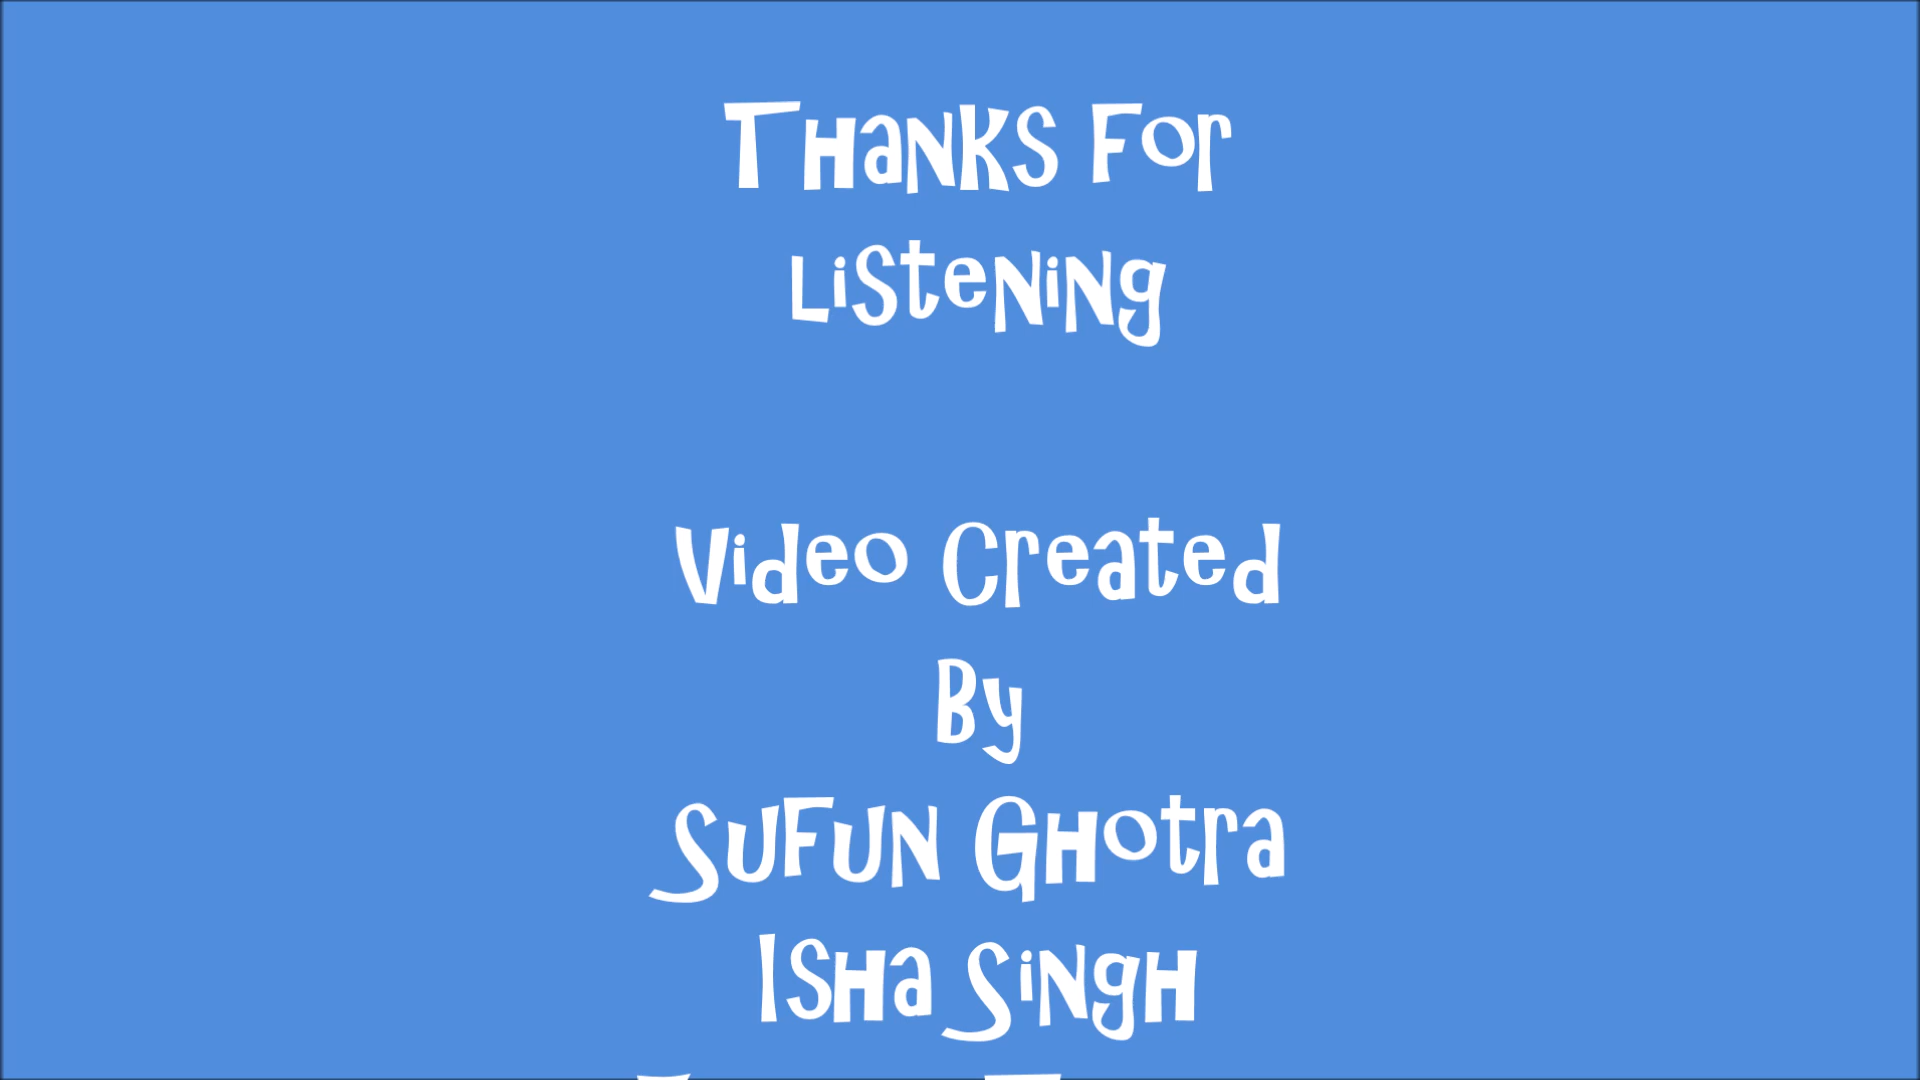 Thanks For
Listening
Video Created
By
Sufun Ghotra
Isha Singh